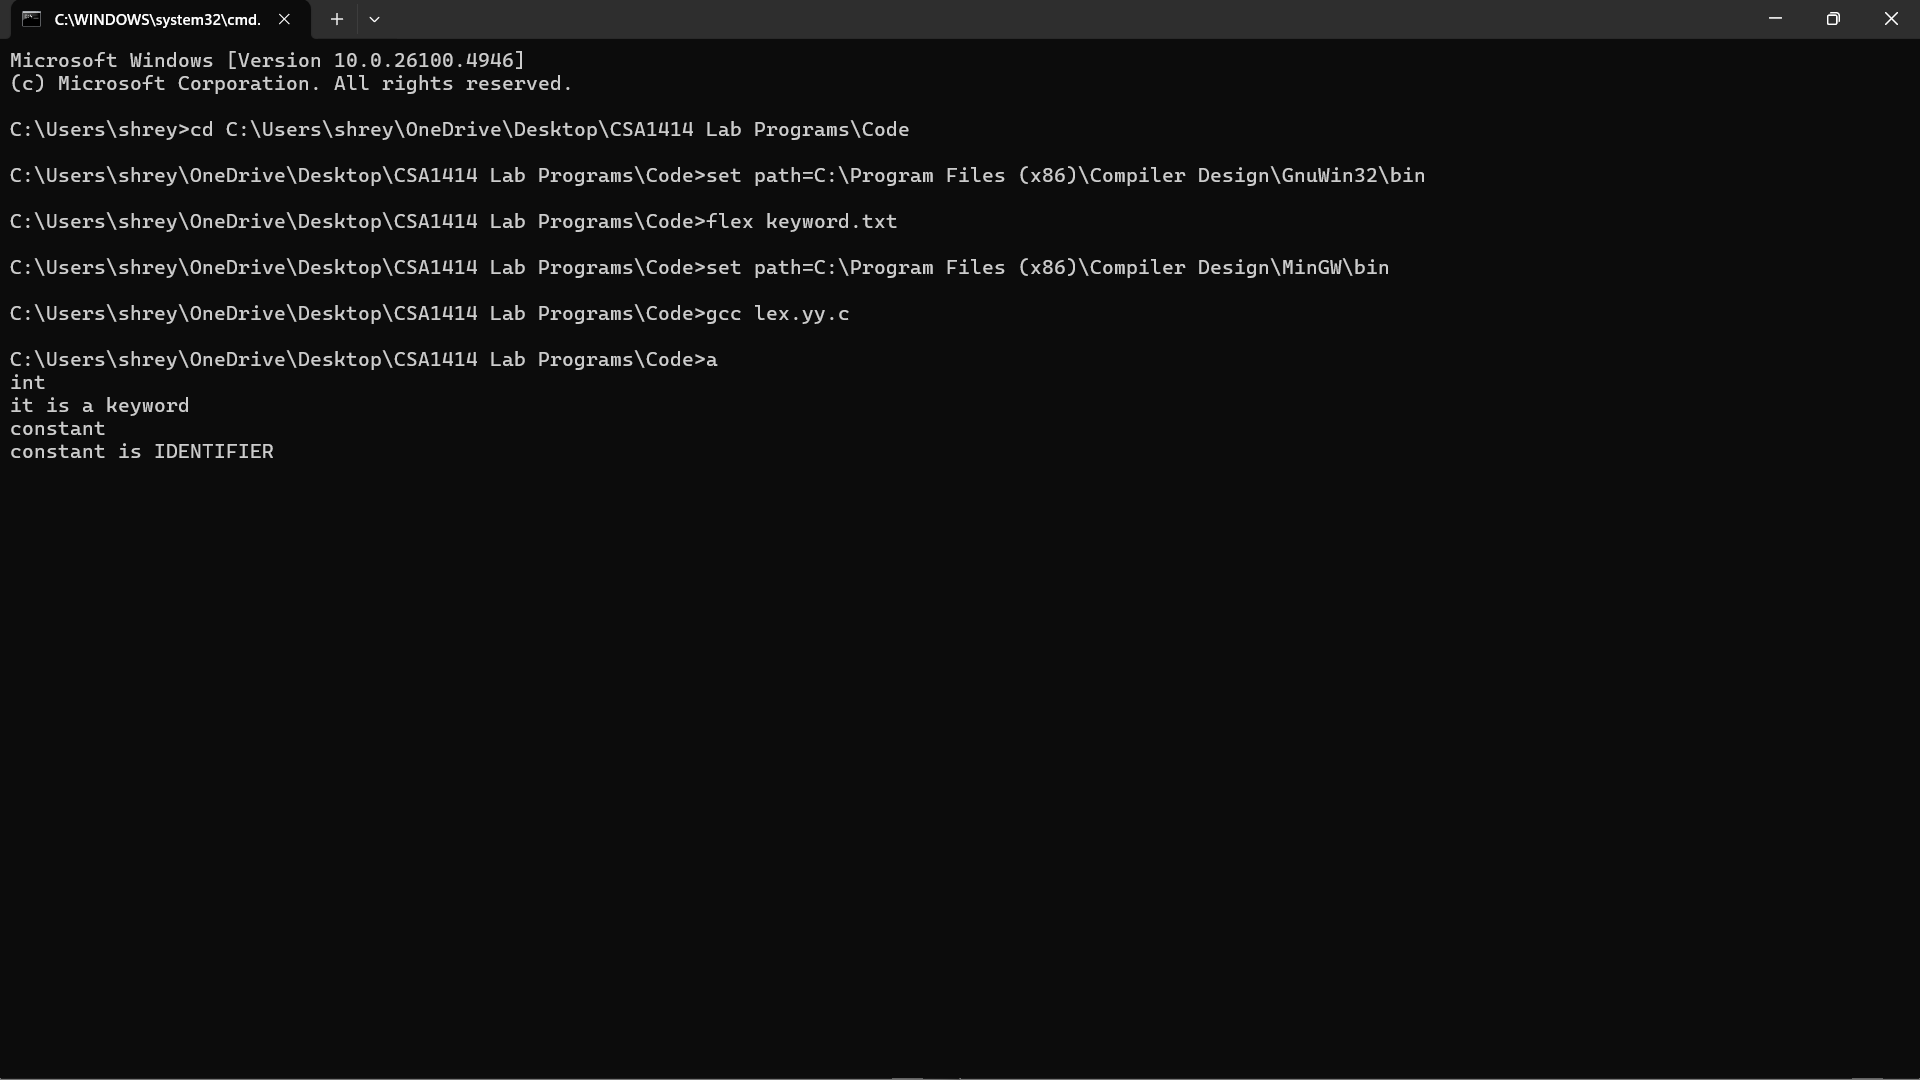 C:\WINDOWS\system32\cmd.
Microsoft Windows [Version 10.0.26100.4946]
(c) Microsoft Corporation. All rights reserved.
C:\Users\shrey>cd C:\Users\shrey\OneDrive\Desktop\CSA1414 Lab Programs\Code
C:\Users\shrey\OneDrive\Desktop\CSA1414 Lab Programs\Code>set path=C:\Program Files (x86)\Compiler Design\GnuWin32\bin
C:\Users\shrey\OneDrive\Desktop\CSA1414 Lab Programs\Code>flex keyword.txt
C:\Users\shrey\OneDrive\Desktop\CSA1414 Lab Programs\Code>set path=C:\Program Files (x86)\Compiler Design\MinGW\bin
C:\Users\shrey\OneDrive\Desktop\CSA1414 Lab Programs\Code>gcc lex.yy.c
C:\Users\shrey\OneDrive\Desktop\CSA1414 Lab Programs\Code>a
int
it is a keyword
constant
constant is IDENTIFIER